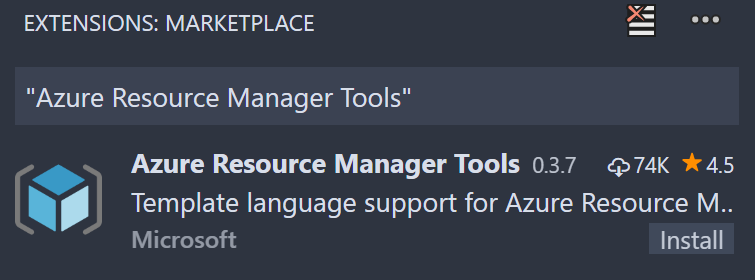 EXTENSIONS: MARKETPLACE
"Azure Resource Manager Tools"
Azure Resource Manager Tools 0.3.7 74K 4.5
Template language support for Azure Resource M..
Microsoft Install